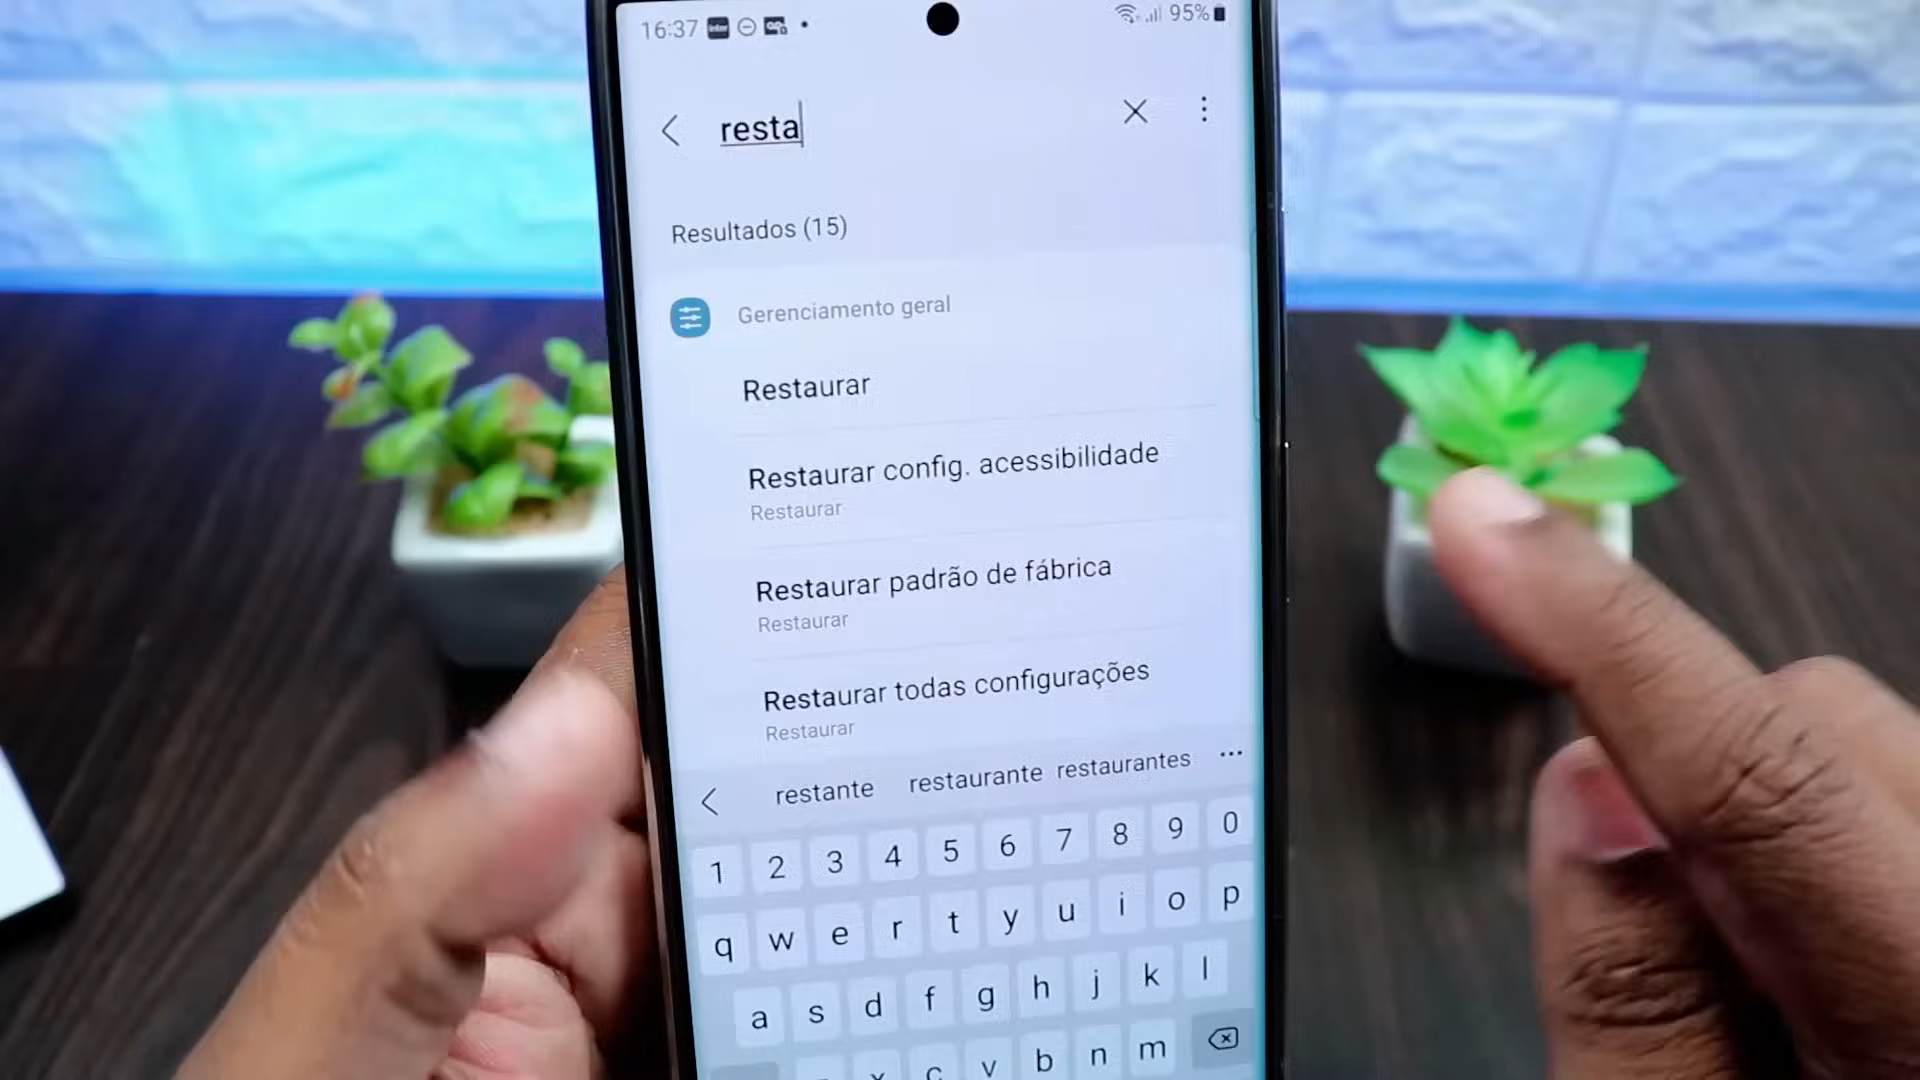 16:37 95%
resta
Resultados (15)
Gerenciamento geral
Restaurar
Restaurar config. acessibilidade
Restaurar
Restaurar padrão de fábrica
Restaurar
Restaurar todas configurações
Restaurar
restante restaurante restaurantes
1 2 3 4 5 6 7 8 9 0
q w e r t y u i o p
a s d f g h j k l
x c v b n m